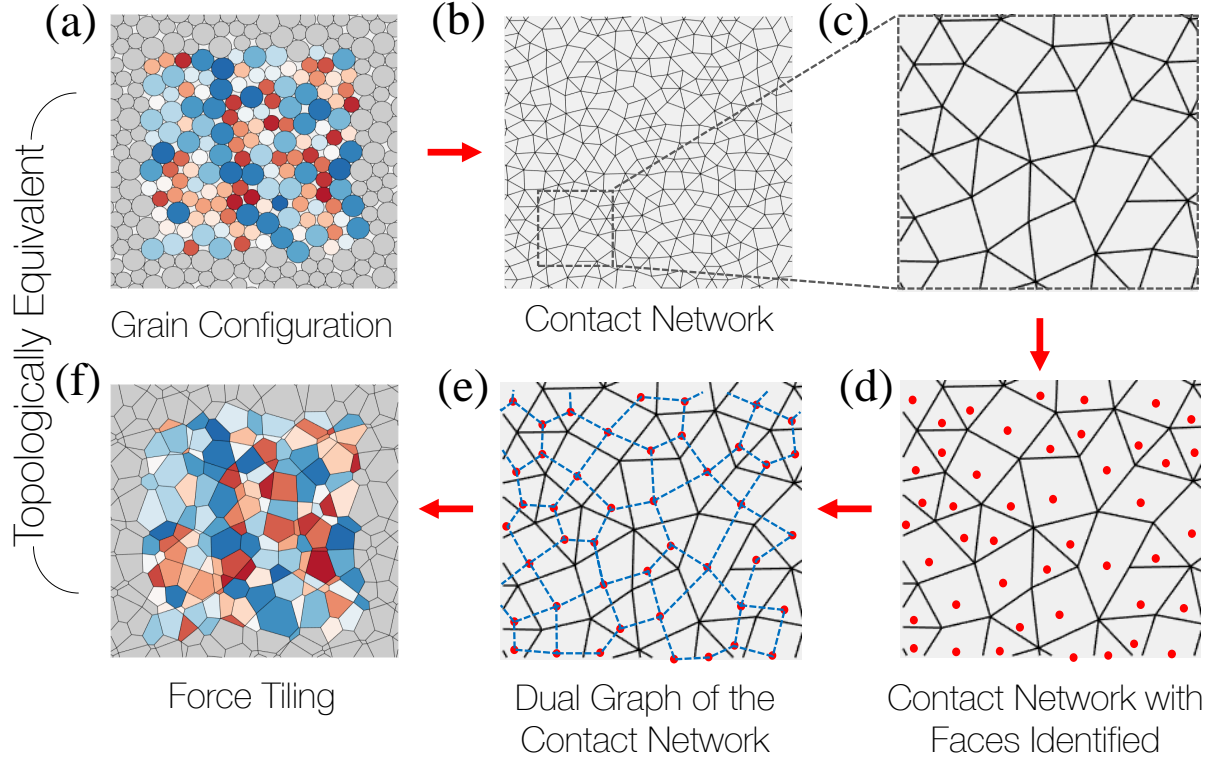 (a)
(b)
(c)
Topologically Equivalent
Grain Configuration
Contact Network
(f)
(e)
(d)
Force Tiling
Dual Graph of the
Contact Network
Contact Network with
Faces Identified